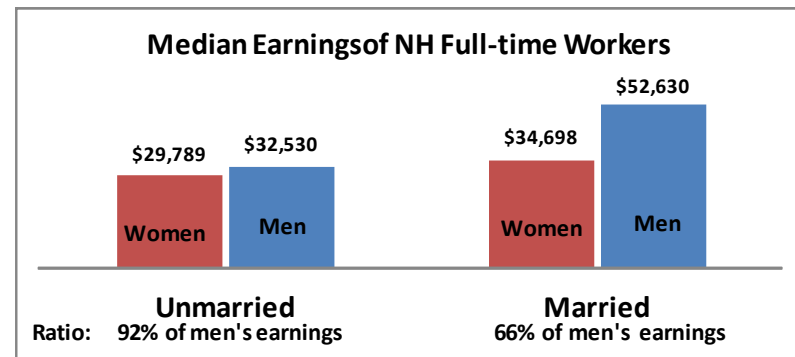 Median Earningsof NH Full-time Workers
$52,630
$29,789 $32,530 $34,698
Women Men Women Men
Unmarried Married
Ratio: 92% of men's earnings 66% of men's earnings